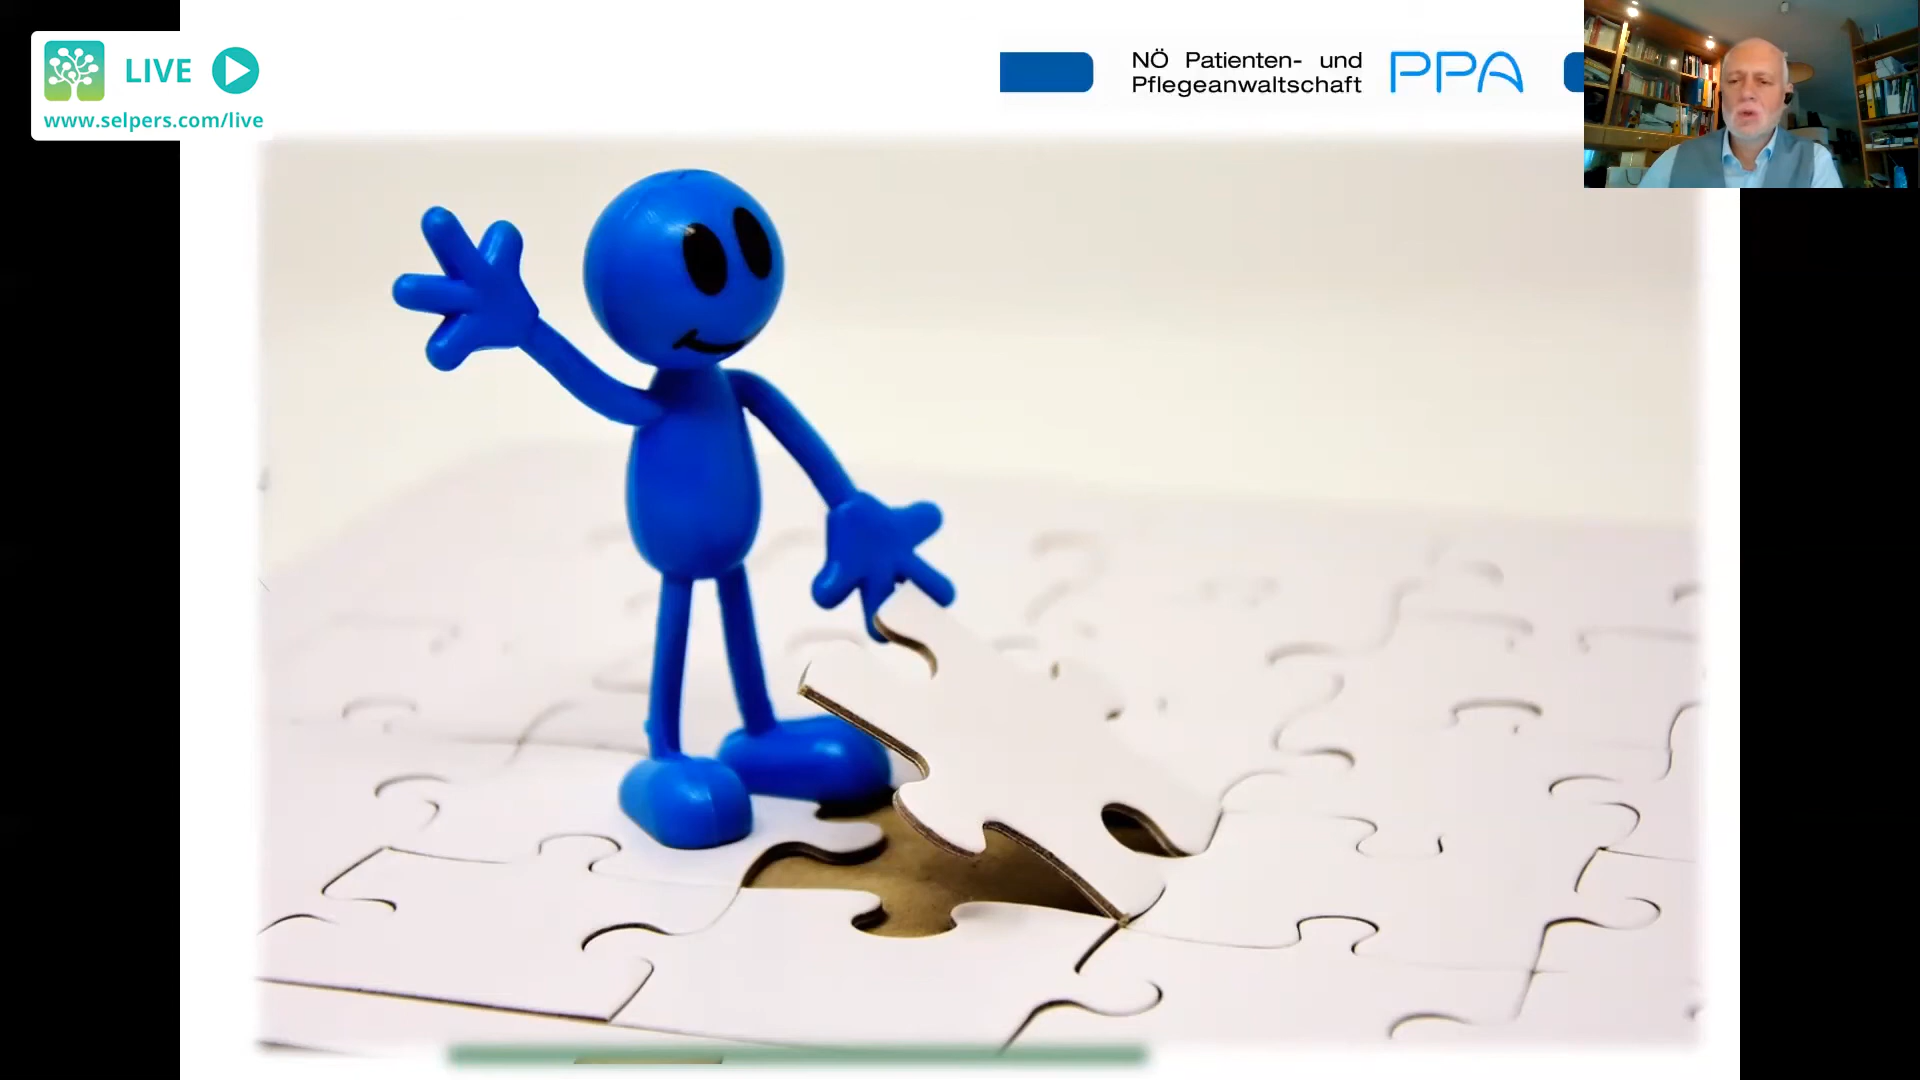 LIVE
www.selpers.com/live
NÖ Patienten- und
Pflegeanwaltschaft
PPA